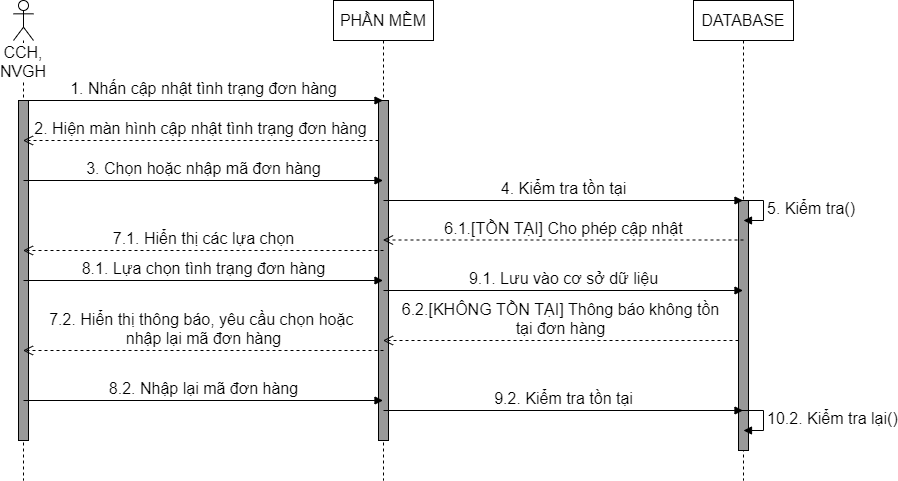 PHẦN MỀM
DATABASE
CCH,
NVGH
1. Nhấn cập nhật tình trạng đơn hàng
2. Hiện màn hình cập nhật tình trạng đơn hàng
3. Chọn hoặc nhập mã đơn hàng
4. Kiểm tra tồn tại
5. Kiểm tra()
6.1.[TỒN TẠI] Cho phép cập nhật
7.1. Hiển thị các lựa chọn
8.1. Lựa chọn tình trạng đơn hàng
9.1. Lưu vào cơ sở dữ liệu
6.2.[KHÔNG TỒN TẠI] Thông báo không tồn
tại đơn hàng
7.2. Hiển thị thông báo, yêu cầu chọn hoặc
nhập lại mã đơn hàng
8.2. Nhập lại mã đơn hàng
9.2. Kiểm tra tồn tại
10.2. Kiểm tra lại()